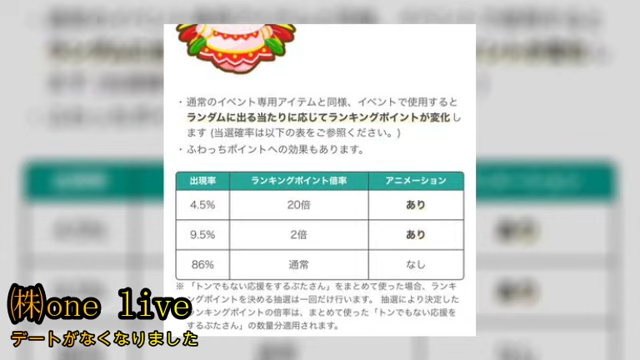 ・通常のイベント専用アイテムと同様、イベントで使用すると
ランダムに出る当たりに応じてランキングポイントが変化し
ます (当選確率は以下の表をご参照ください。)
・ふわっちポイントへの効果もあります。
出現率 ランキングポイント倍率 アニメーション
4.5% 20倍 あり
9.5% 2倍 あり
86% 通常 なし
※ 「トンでもない応援をするぶたさん」をまとめて使った場合、ランキ
ングポイントを決める抽選は一回だけ行います。 抽選により決定した
ランキングポイントの倍率は、まとめて使った「トンでもない応援を
するぶたさん」の数量分適用されます。
㈱one live
デートがなくなりました